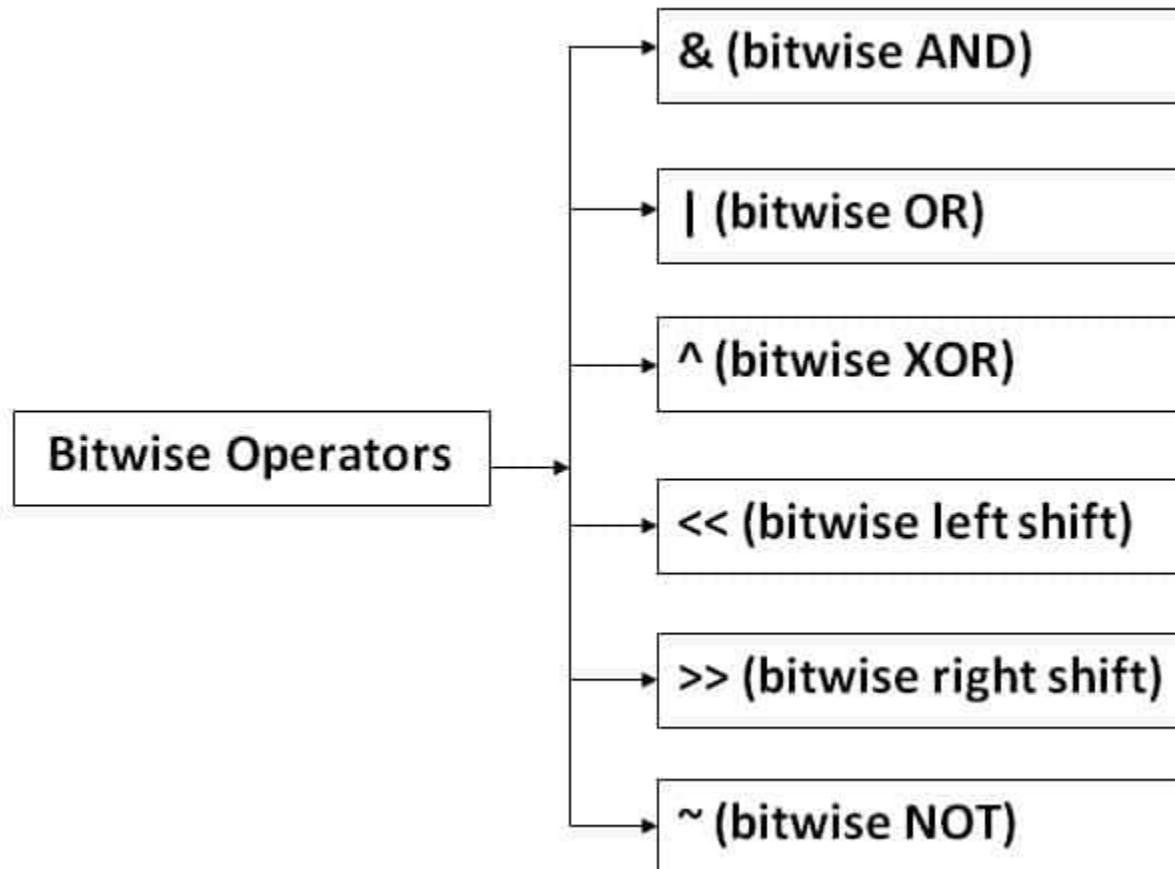 & (bitwise AND)
| (bitwise OR)
^ (bitwise XOR)
Bitwise Operators
<< (bitwise left shift)
>> (bitwise right shift)
~ (bitwise NOT)